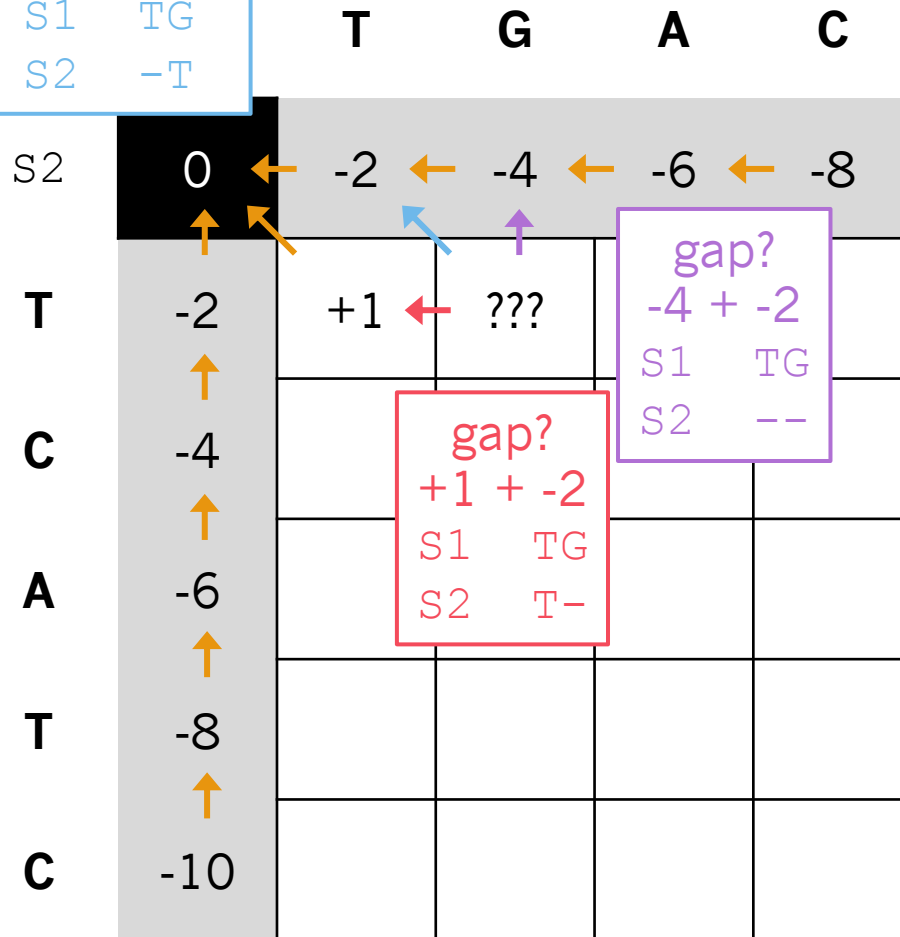 S1 TG
S2 -T
T G A C
S2 0 -2 -4 -6 -8
T -2 +1 ???
gap?
-4 + -2
S1 TG
S2 --
C -4
gap?
+1 + -2
S1 TG
S2 T-
A -6
T -8
C -10